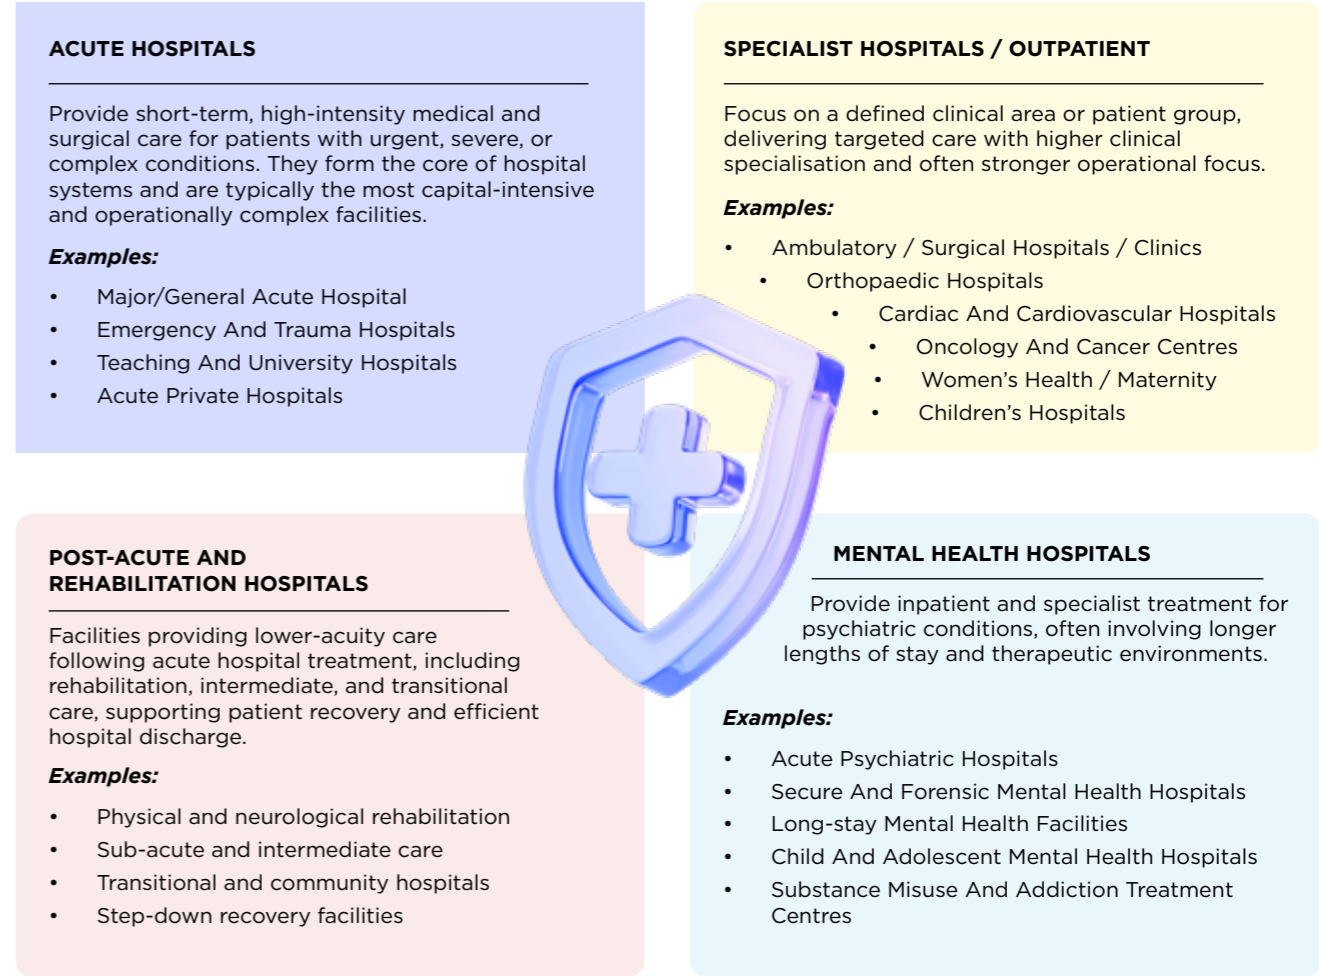 ACUTE HOSPITALS
Provide short-term, high-intensity medical and
surgical care for patients with urgent, severe, or
complex conditions. They form the core of hospital
systems and are typically the most capital-intensive
and operationally complex facilities.
Examples:
• Major/General Acute Hospital
• Emergency And Trauma Hospitals
• Teaching And University Hospitals
• Acute Private Hospitals
SPECIALIST HOSPITALS / OUTPATIENT
Focus on a defined clinical area or patient group,
delivering targeted care with higher clinical
specialisation and often stronger operational focus.
Examples:
• Ambulatory / Surgical Hospitals / Clinics
• Orthopaedic Hospitals
• Cardiac And Cardiovascular Hospitals
• Oncology And Cancer Centres
• Women’s Health / Maternity
• Children’s Hospitals
POST-ACUTE AND
REHABILITATION HOSPITALS
Facilities providing lower-acuity care
following acute hospital treatment, including
rehabilitation, intermediate, and transitional
care, supporting patient recovery and efficient
hospital discharge.
Examples:
• Physical and neurological rehabilitation
• Sub-acute and intermediate care
• Transitional and community hospitals
• Step-down recovery facilities
MENTAL HEALTH HOSPITALS
Provide inpatient and specialist treatment for
psychiatric conditions, often involving longer
lengths of stay and therapeutic environments.
Examples:
• Acute Psychiatric Hospitals
• Secure And Forensic Mental Health Hospitals
• Long-stay Mental Health Facilities
• Child And Adolescent Mental Health Hospitals
• Substance Misuse And Addiction Treatment
Centres